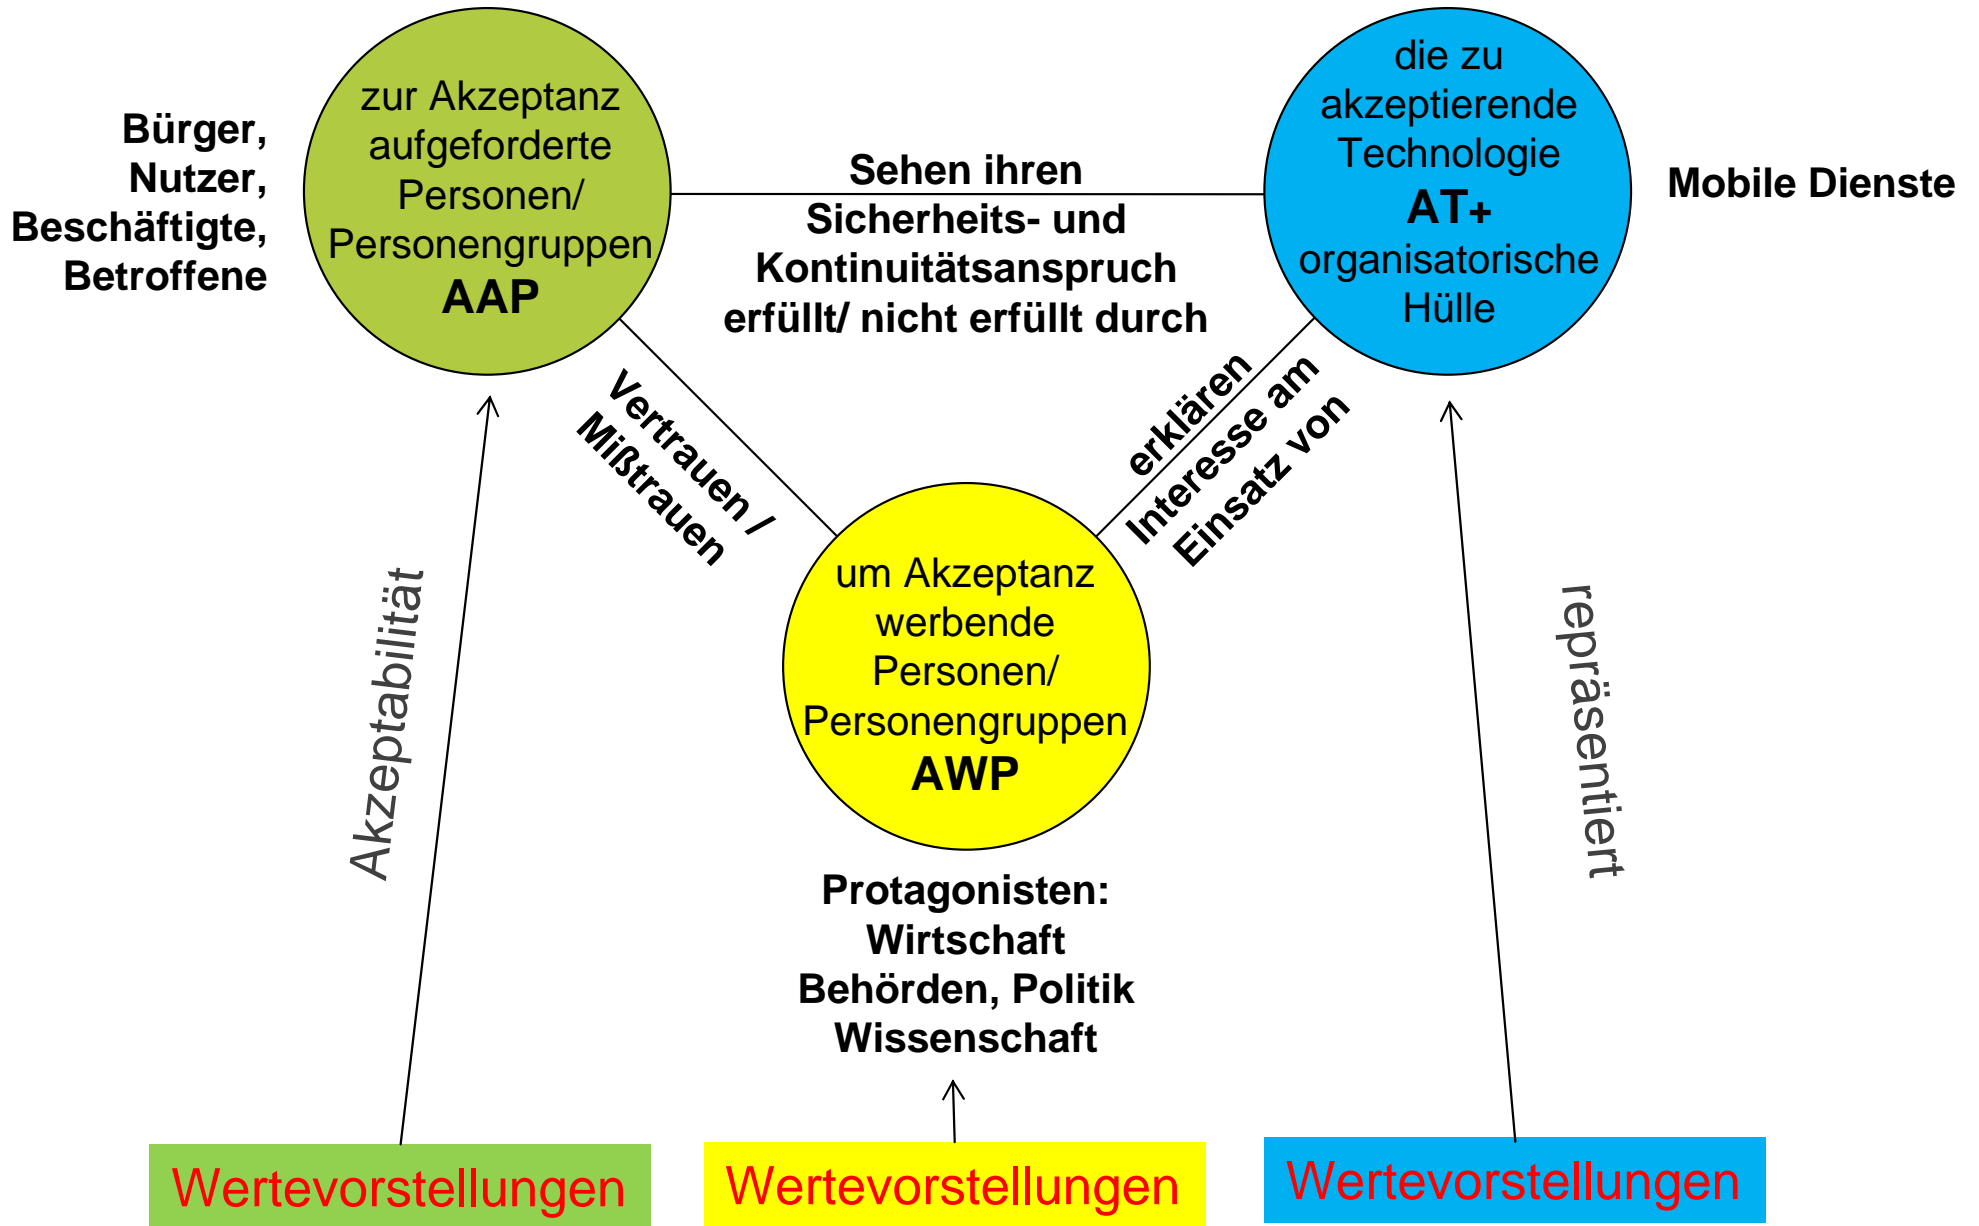 Bürger,
Nutzer,
Beschäftigte,
Betroffene
zur Akzeptanz
aufgeforderte
Personen/
Personengruppen
AAP
Sehen ihren
Sicherheits- und
Kontinuitätsanspruch
erfüllt/ nicht erfüllt durch
die zu
akzeptierende
Technologie
AT+
organisatorische
Hülle
Mobile Dienste
Vertrauen /
Mißtrauen
erklären
Interesse am
Einsatz von
um Akzeptanz
werbende
Personen/
Personengruppen
AWP
Akzeptabilität
repräsentiert
Protagonisten:
Wirtschaft
Behörden, Politik
Wissenschaft
Wertevorstellungen
Wertevorstellungen
Wertevorstellungen